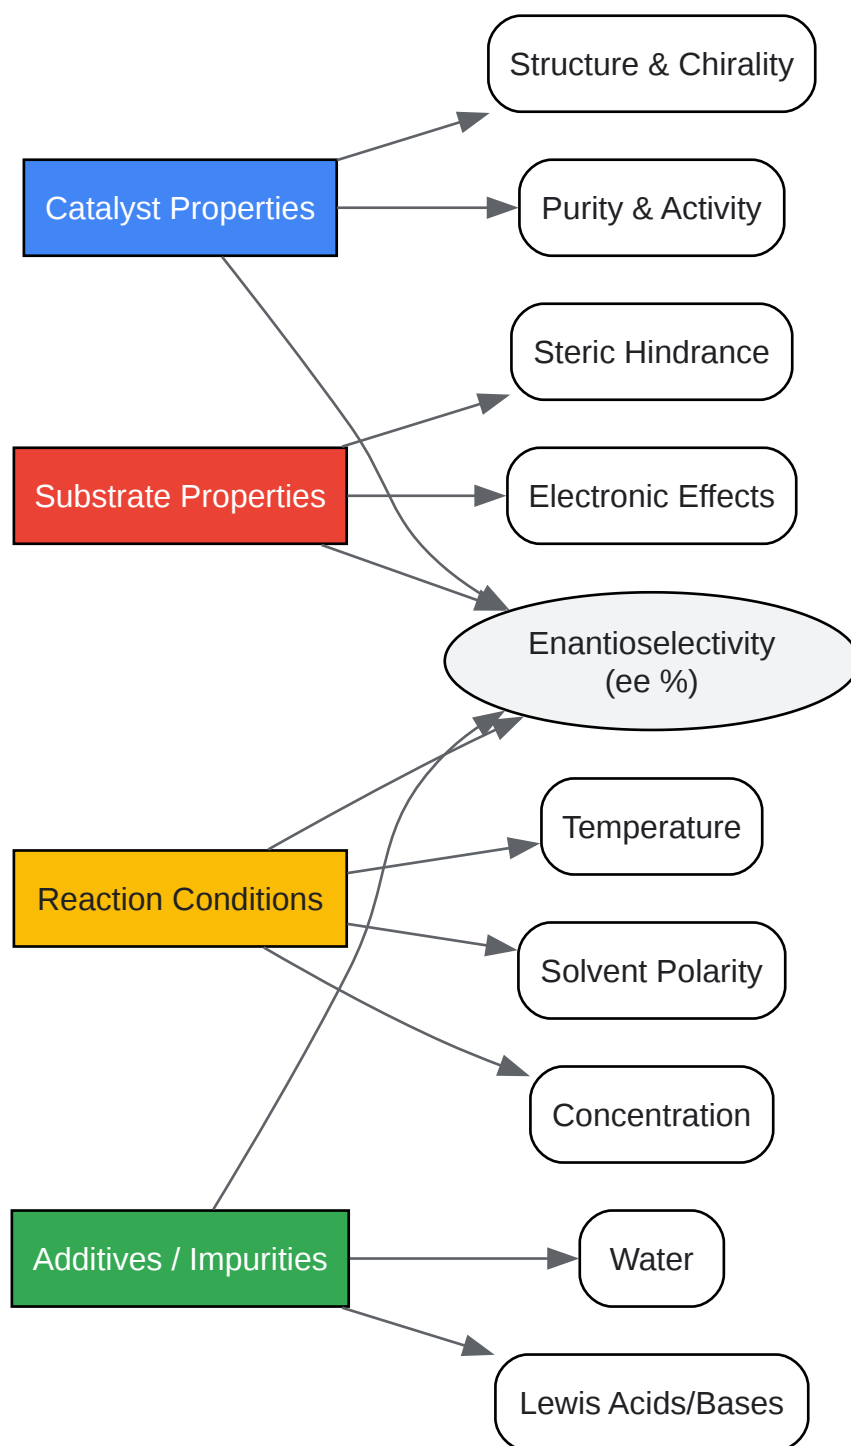 Structure & Chirality
Catalyst Properties
Purity & Activity
Steric Hindrance
Substrate Properties
Electronic Effects
Enantioselectivity
(ee %)
Temperature
Reaction Conditions
Solvent Polarity
Concentration
Additives / Impurities
Water
Lewis Acids/Bases